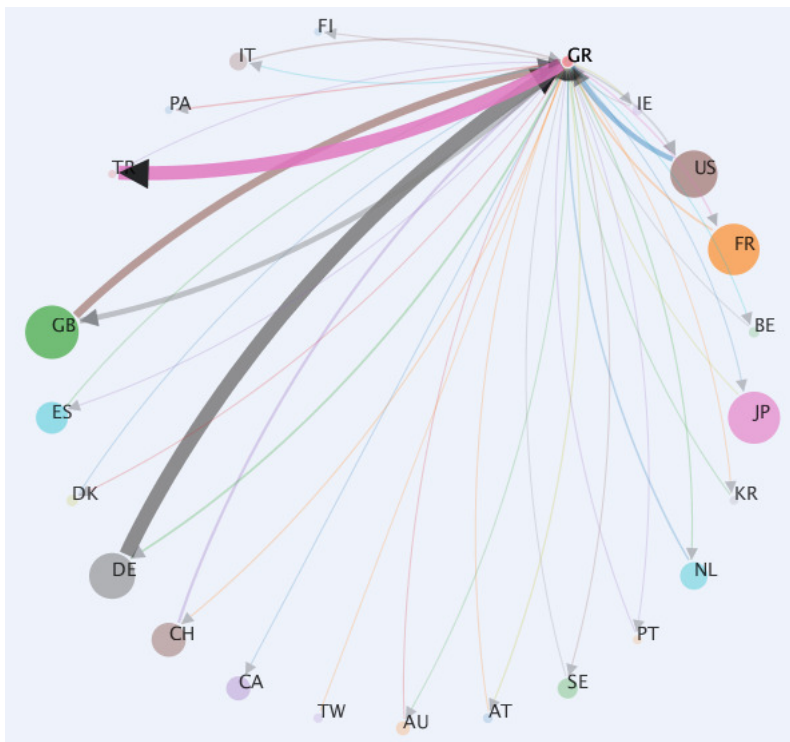 FI
IT
GR
PA
IE
TR
US
FR
GB
BE
ES
JP
DK
KR
DE
NL
CH
PT
CA
SE
TW
AU
AT